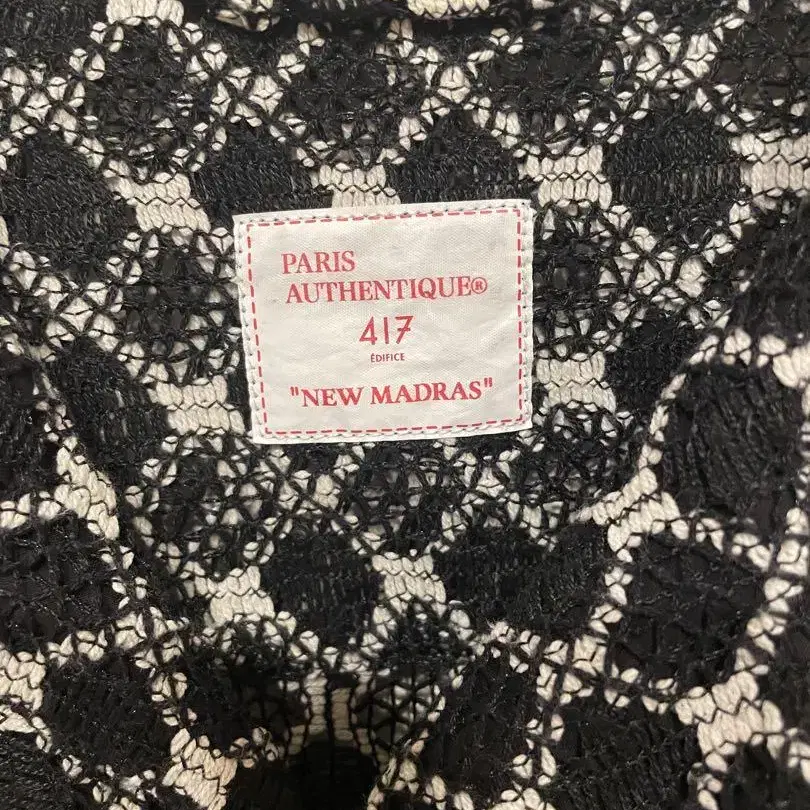 PARIS
AUTHENTIQUE®
417
ÉDIFICE
"NEW MADRAS"